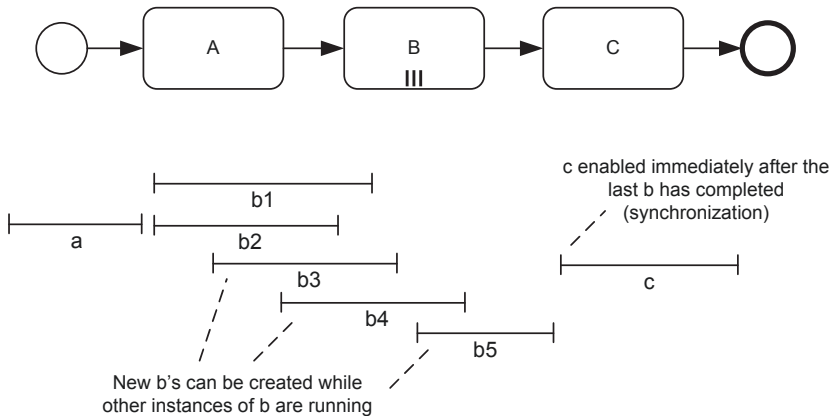 A
B
C
b1
c enabled immediately after the
last b has completed
(synchronization)
a
b2
b3
c
b4
b5
New b's can be created while
other instances of b are running